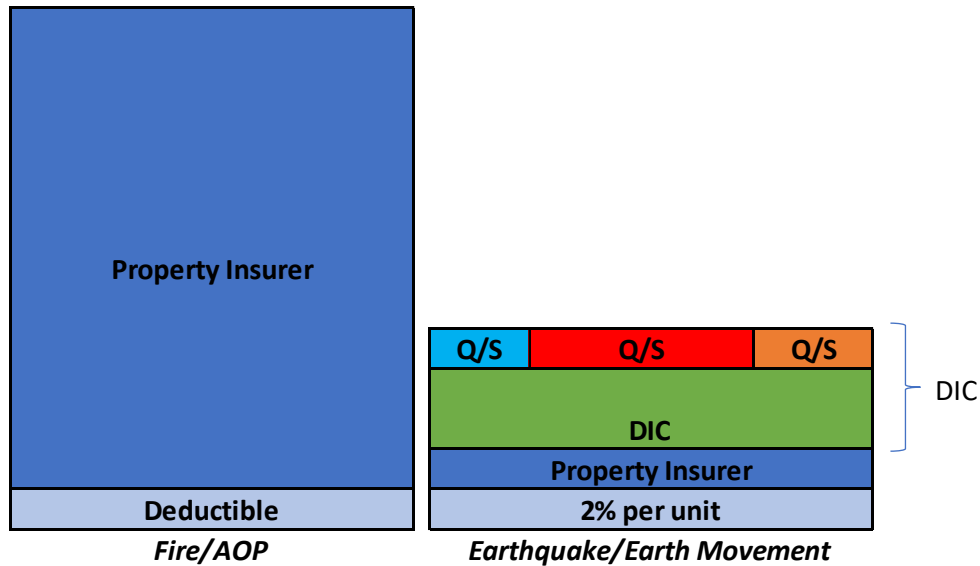 Property Insurer
Deductible
Fire/AOP
Q/S Q/S Q/S
DIC
Property Insurer
2% per unit
Earthquake/Earth Movement
DIC